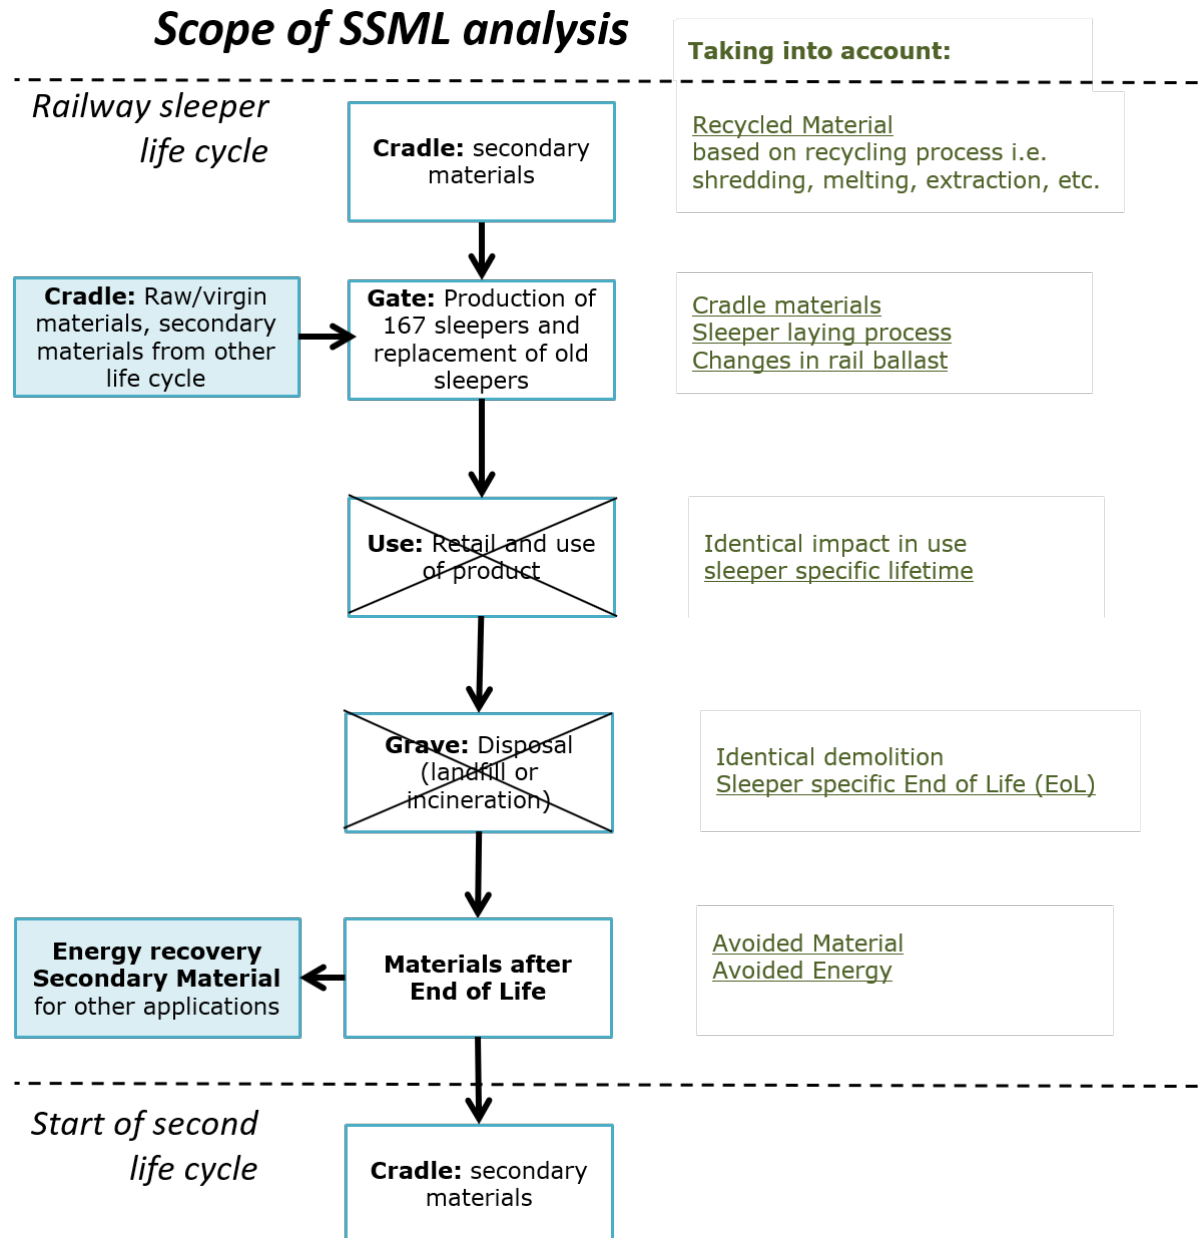 Scope of SSML analysis
Taking into account:
Railway sleeper
life cycle
Cradle: secondary
materials
Recycled Material
based on recycling process i.e.
shredding, melting, extraction, etc.
Cradle: Raw/virgin
materials, secondary
materials from other
life cycle
Gate: Production of
167 sleepers and
replacement of old
sleepers
Cradle materials
Sleeper laying process
Changes in rail ballast
Use: Retail and use
of product
Identical impact in use
sleeper specific lifetime
Grave: Disposal
(landfill or
incineration)
Identical demolition
Sleeper specific End of Life (EoL)
Energy recovery
Secondary Material
for other applications
Materials after
End of Life
Avoided Material
Avoided Energy
Start of second
life cycle
Cradle: secondary
materials